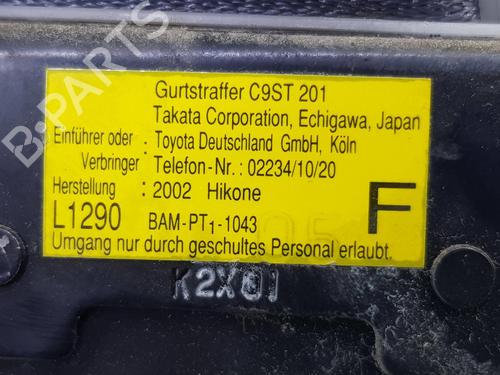 Gurtstraffer C9ST 201
Takata Corporation, Echigawa, Japan
Einführer oder : Toyota Deutschland GmbH, Köln
Verbringer Telefon-Nr.: 02234/10/20
Herstellung : 2002 Hikone
L1290 BAM-PT1-1043
F
Umgang nur durch geschultes Personal erlaubt.
K2X01
B-PARTS